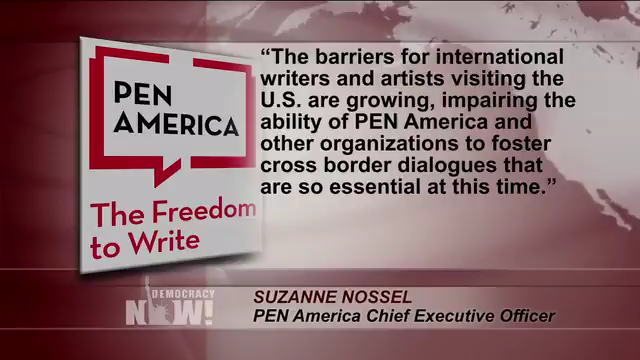 PEN
AMERICA
The Freedom
to Write
“The barriers for international
writers and artists visiting the
U.S. are growing, impairing the
ability of PEN America and
other organizations to foster
cross border dialogues that
are so essential at this time.”
DEMOCRACY
NOW!
SUZANNE NOSSEL
PEN America Chief Executive Officer